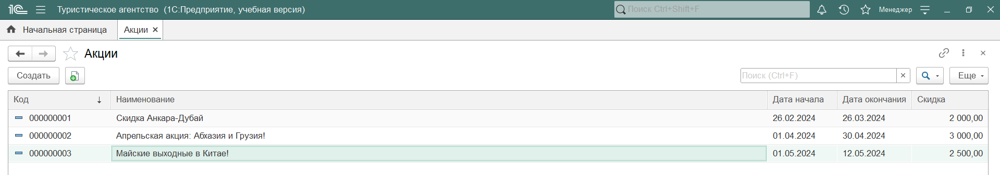 1С Туристическое агентство (1С:Предприятие, учебная версия) Поиск Ctrl+Shift+F Менеджер
Начальная страница Акции
Акции
Создать Поиск (Ctrl+F) Еще
Код Наименование Дата начала Дата окончания Скидка
000000001 Скидка Анкара-Дубай 26.02.2024 26.03.2024 2 000,00
000000002 Апрельская акция: Абхазия и Грузия! 01.04.2024 30.04.2024 3 000,00
000000003 Майские выходные в Китае! 01.05.2024 12.05.2024 2 500,00